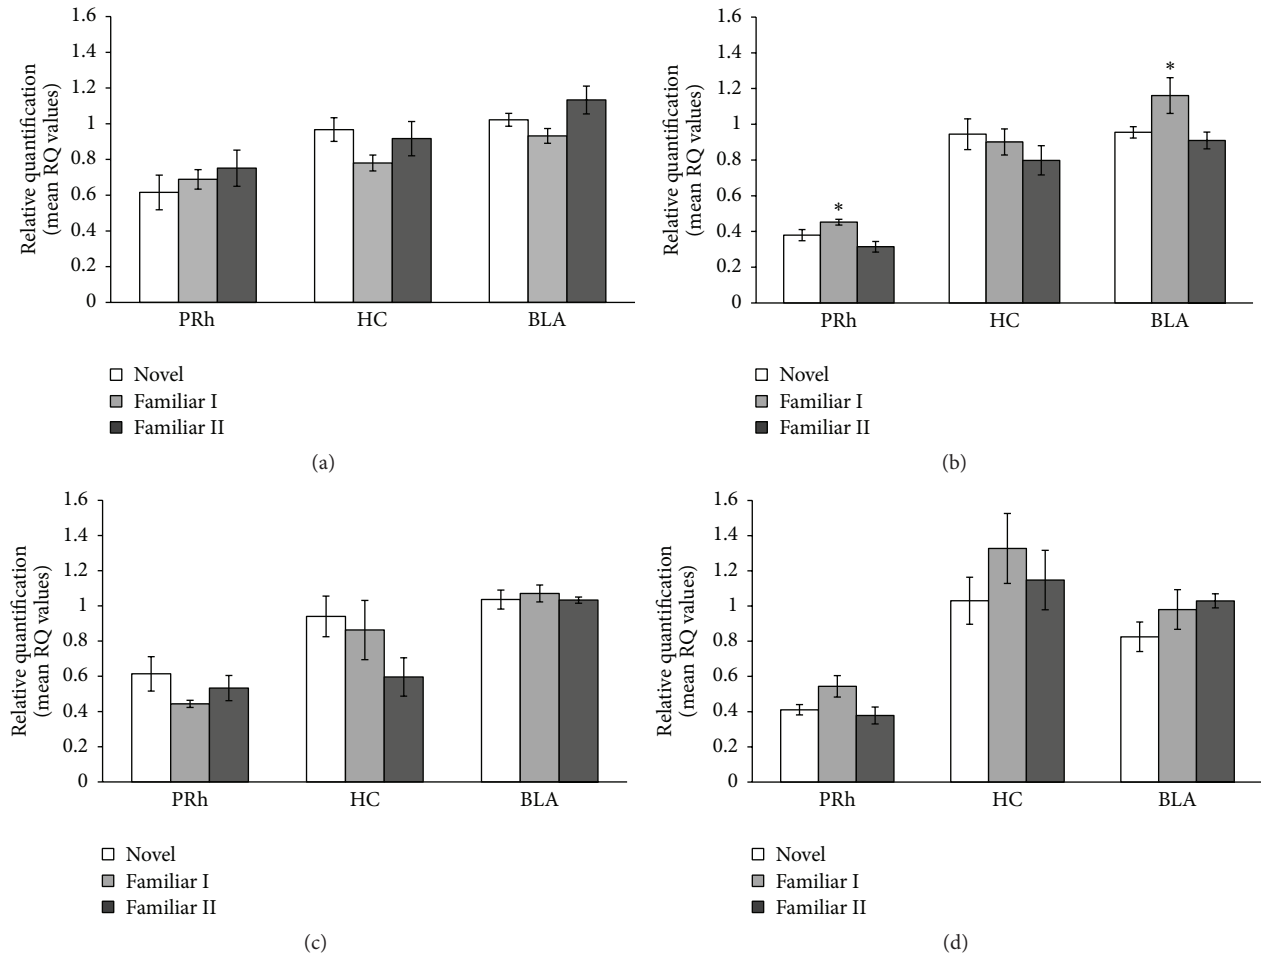 Relative quantification
(mean RQ values)
1.6
1.4
1.2
1
0.8
0.6
0.4
0.2
0
PRh HC BLA
Novel
Familiar I
Familiar II
(a)
Relative quantification
(mean RQ values)
1.6
1.4
1.2
1
0.8
0.6
0.4
0.2
0
*
*
PRh HC BLA
Novel
Familiar I
Familiar II
(b)
Relative quantification
(mean RQ values)
1.6
1.4
1.2
1
0.8
0.6
0.4
0.2
0
PRh HC BLA
Novel
Familiar I
Familiar II
(c)
Relative quantification
(mean RQ values)
1.6
1.4
1.2
1
0.8
0.6
0.4
0.2
0
PRh HC BLA
Novel
Familiar I
Familiar II
(d)